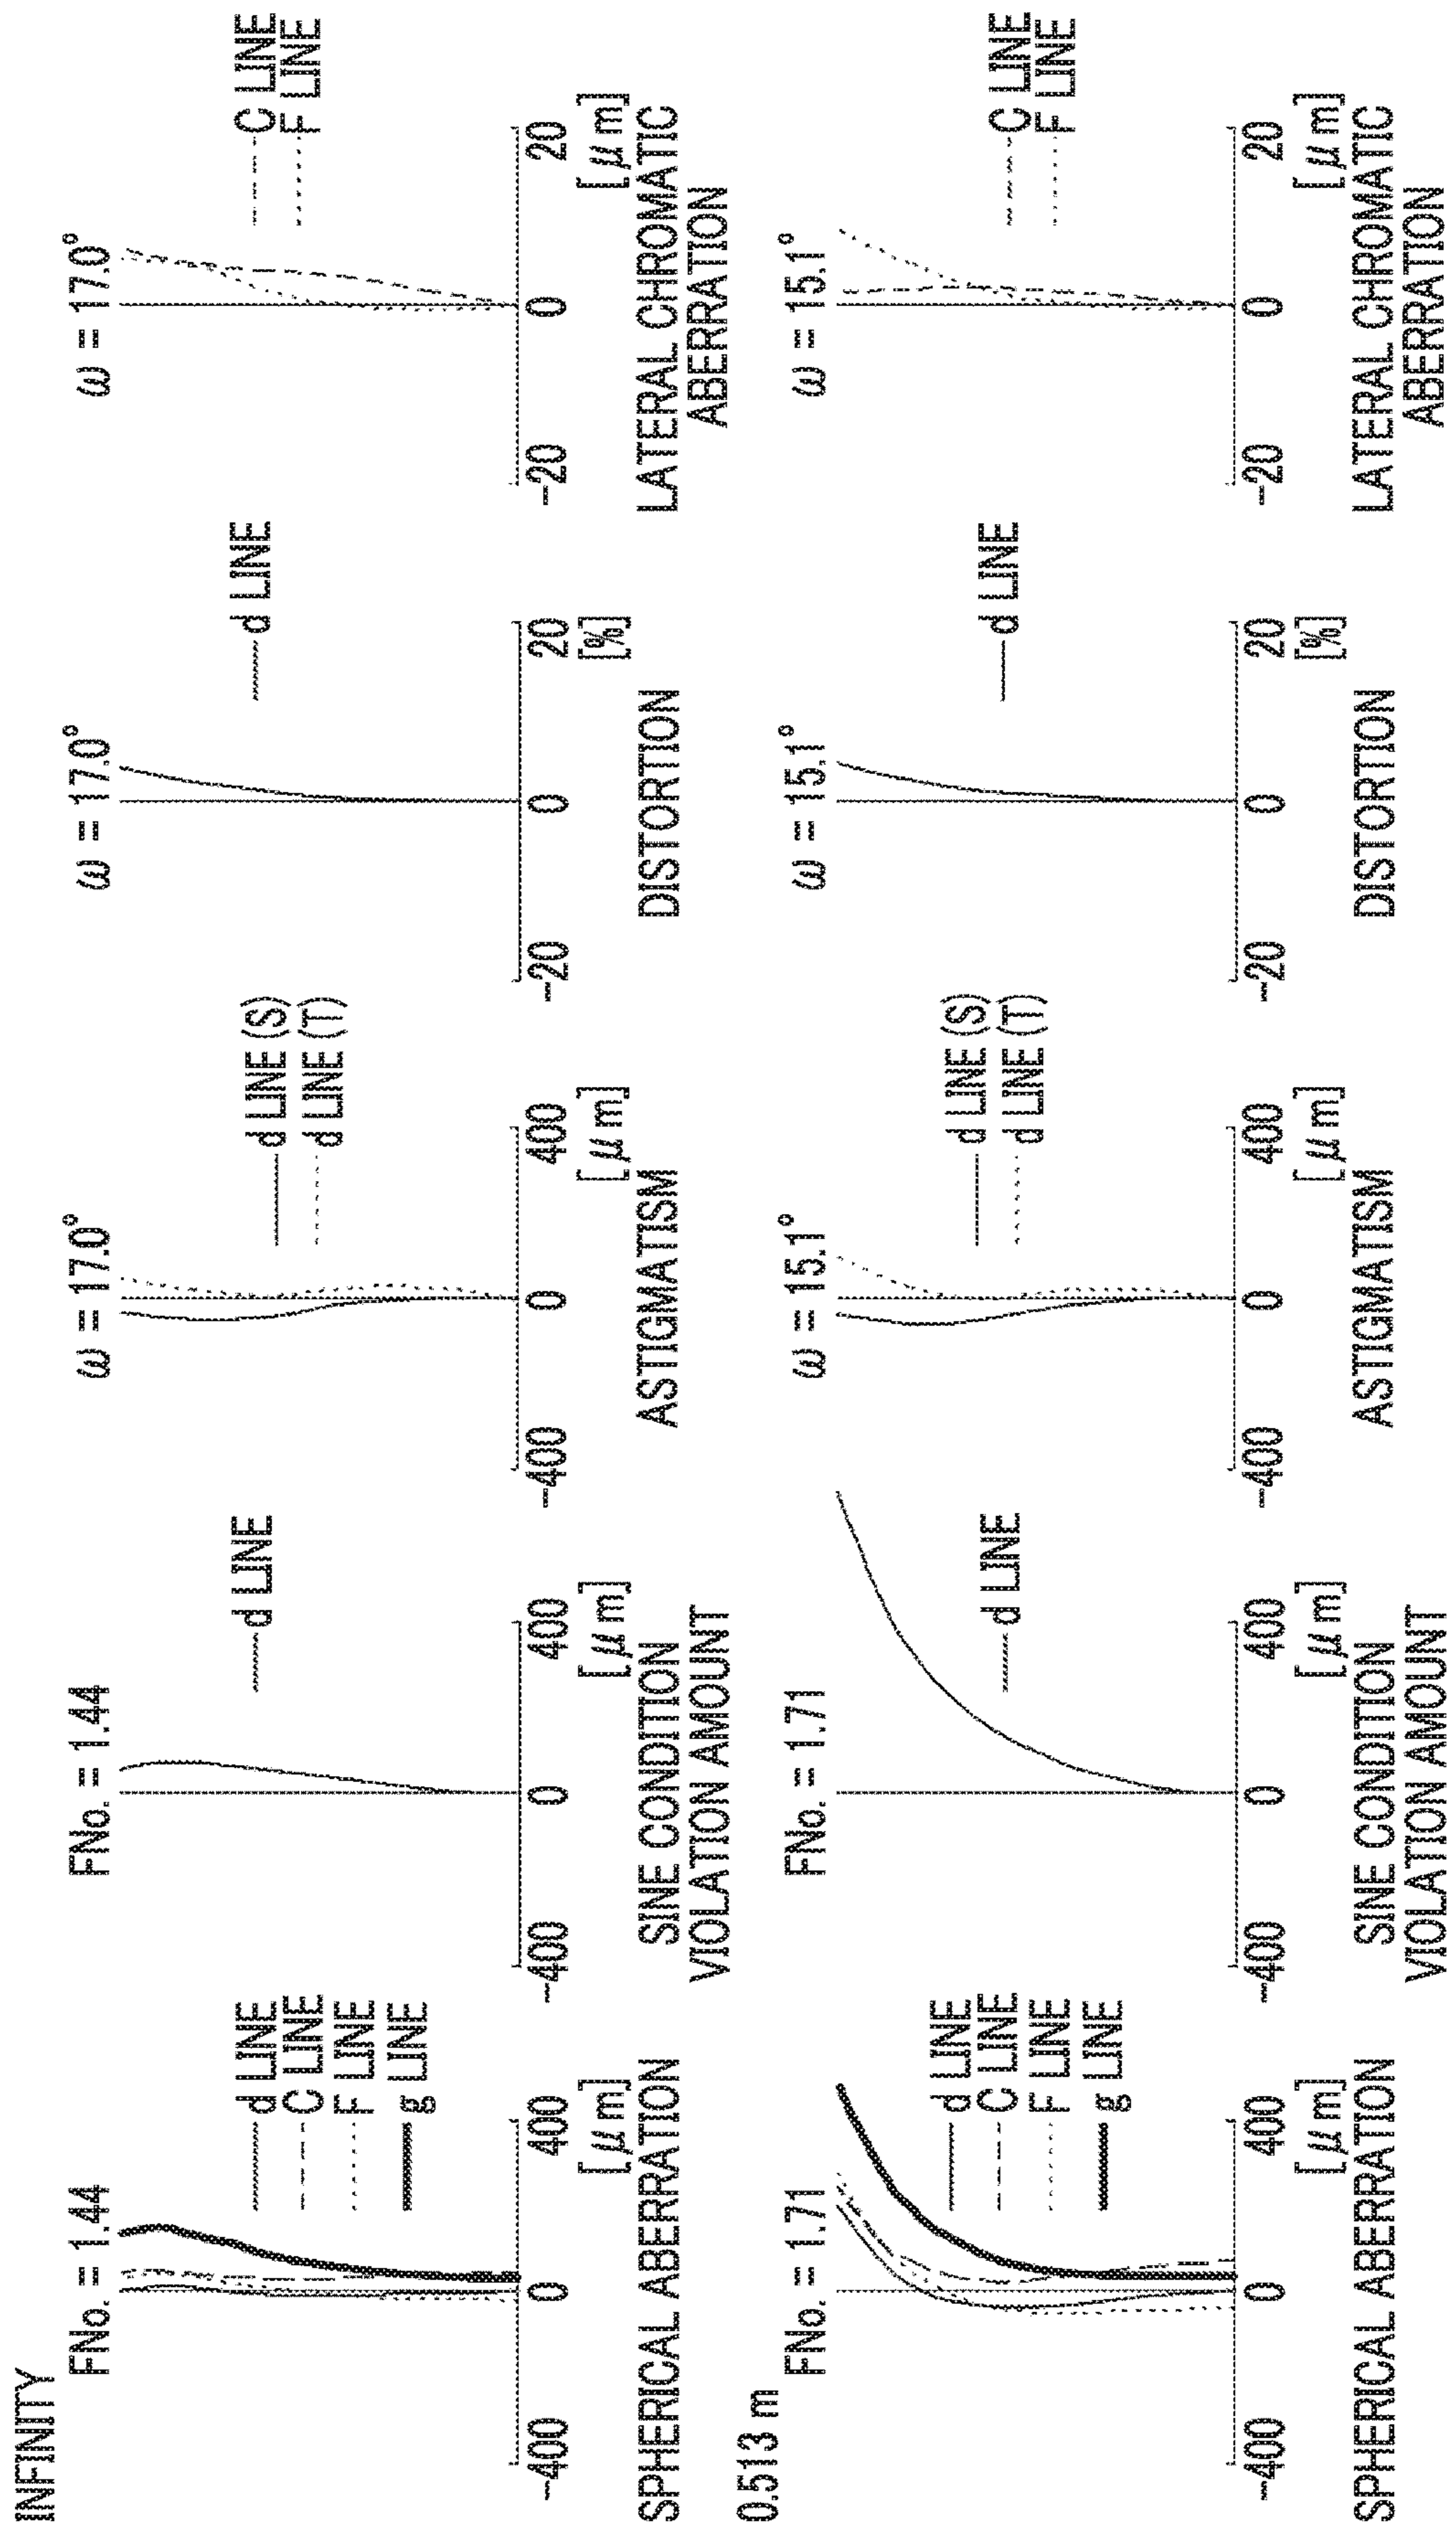 INFINITY
FNo. = 1.44
d LINE
C LINE
F LINE
g LINE
-400
0
400
[μm]
SPHERICAL ABERRATION
FNo. = 1.44
d LINE
-400
0
400
[μm]
SINE CONDITION
VIOLATION AMOUNT
ω = 17.0°
d LINE (S)
d LINE (T)
-400
0
400
[μm]
ASTIGMATISM
ω = 17.0°
d LINE
-20
0
20
[%]
DISTORTION
ω = 17.0°
C LINE
F LINE
-20
0
20
[μm]
LATERAL CHROMATIC
ABERRATION
0.513 m
FNo. = 1.71
d LINE
C LINE
F LINE
g LINE
-400
0
400
[μm]
SPHERICAL ABERRATION
FNo. = 1.71
d LINE
-400
0
400
[μm]
SINE CONDITION
VIOLATION AMOUNT
ω = 15.1°
d LINE (S)
d LINE (T)
-400
0
400
[μm]
ASTIGMATISM
ω = 15.1°
d LINE
-20
0
20
[%]
DISTORTION
ω = 15.1°
C LINE
F LINE
-20
0
20
[μm]
LATERAL CHROMATIC
ABERRATION